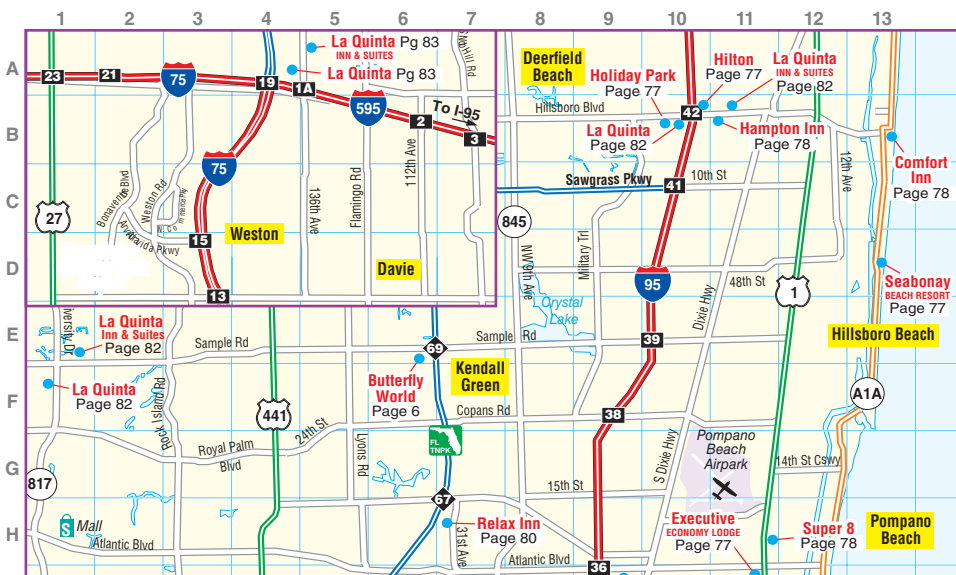 1 2 3 4 5 6 7 8 9 10 11 12 13
A
B
C
D
E
F
G
H
La Quinta Pg 83
INN & SUITES
La Quinta Pg 83
23
21
75
19
1A
595
To I-95
2
3
75
27
15
13
Bonaventure Blvd
Weston Rd
Arvida Pkwy
Weston
136th Ave
Flamingo Rd
112th Ave
Davie
Deerfield
Beach
Holiday Park
Page 77
Hilton
Page 77
La Quinta
INN & SUITES
Page 82
Hillsboro Blvd
42
La Quinta
Page 82
Hampton Inn
Page 78
Comfort
Inn
Page 78
12th Ave
Sawgrass Pkwy
41
10th St
845
NW 9th Ave
Military Trl
Crystal
Lake
95
Dixie Hwy
48th St
1
Seabonay
BEACH RESORT
Page 77
Hillsboro Beach
La Quinta
INN & SUITES
Page 82
Sample Rd
69
Sample Rd
39
La Quinta
Page 82
Rock Island Rd
441
Butterfly
World
Page 6
Kendall
Green
Copans Rd
38
A1A
Royal Palm
Blvd
24th St
Lyons Rd
FL
TNPK
S Dixie Hwy
Pompano
Beach
Airpark
14th St Cswy
817
15th St
67
S Mall
Atlantic Blvd
Relax Inn
Page 80
31st Ave
Atlantic Blvd
36
Executive
ECONOMY LODGE
Page 77
Super 8
Page 78
Pompano
Beach